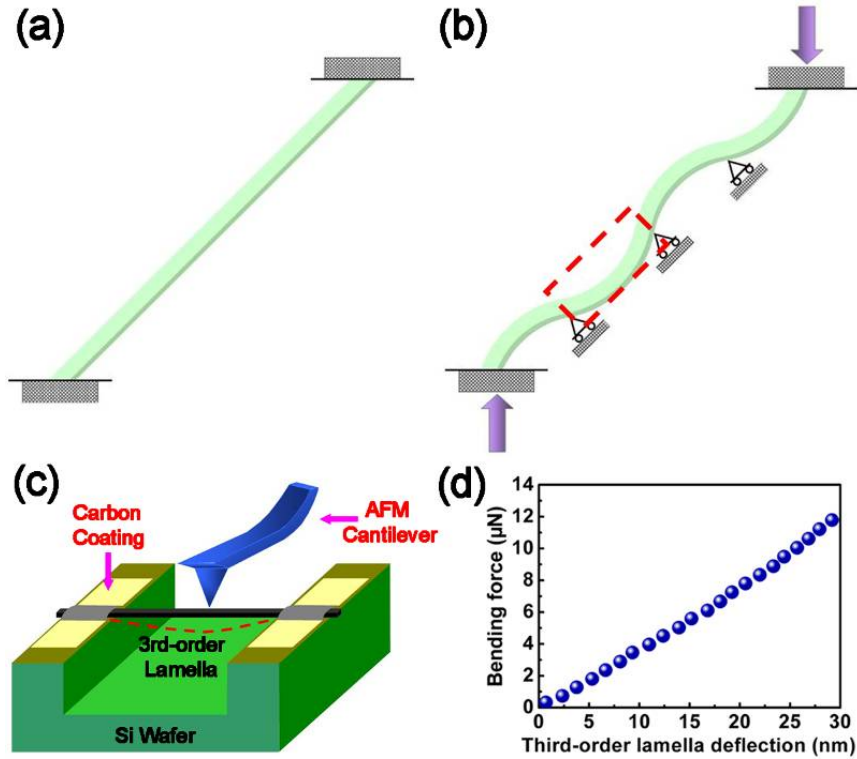 (a)
(b)
(c)
Carbon
Coating
AFM
Cantilever
3rd-order
Lamella
Si Wafer
(d)
Bending force (μN)
14
12
10
8
6
4
2
0
0 5 10 15 20 25 30
Third-order lamella deflection (nm)